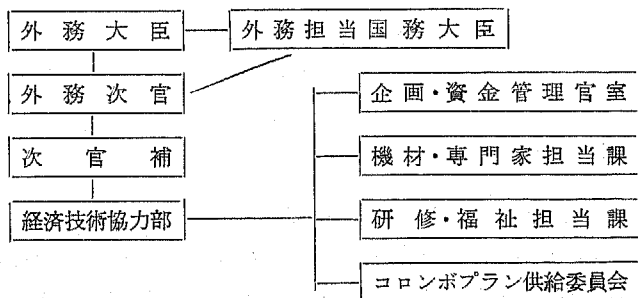 外務大臣
外務担当国務大臣
外務次官
企画・資金管理官室
次官補
機材・専門家担当課
経済技術協力部
研修・福祉担当課
コロンボプラン供給委員会